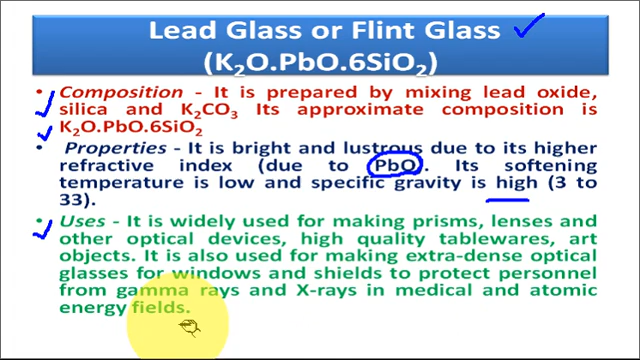 Lead Glass or Flint Glass
(K₂O.PbO.6SiO₂)
• Composition - It is prepared by mixing lead oxide,
silica and K₂CO₃ Its approximate composition is
K₂O.PbO.6SiO₂
• Properties - It is bright and lustrous due to its higher
refractive index (due to PbO). Its softening
temperature is low and specific gravity is high (3 to
33).
• Uses - It is widely used for making prisms, lenses and
other optical devices, high quality tablewares, art
objects. It is also used for making extra-dense optical
glasses for windows and shields to protect personnel
from gamma rays and X-rays in medical and atomic
energy fields.